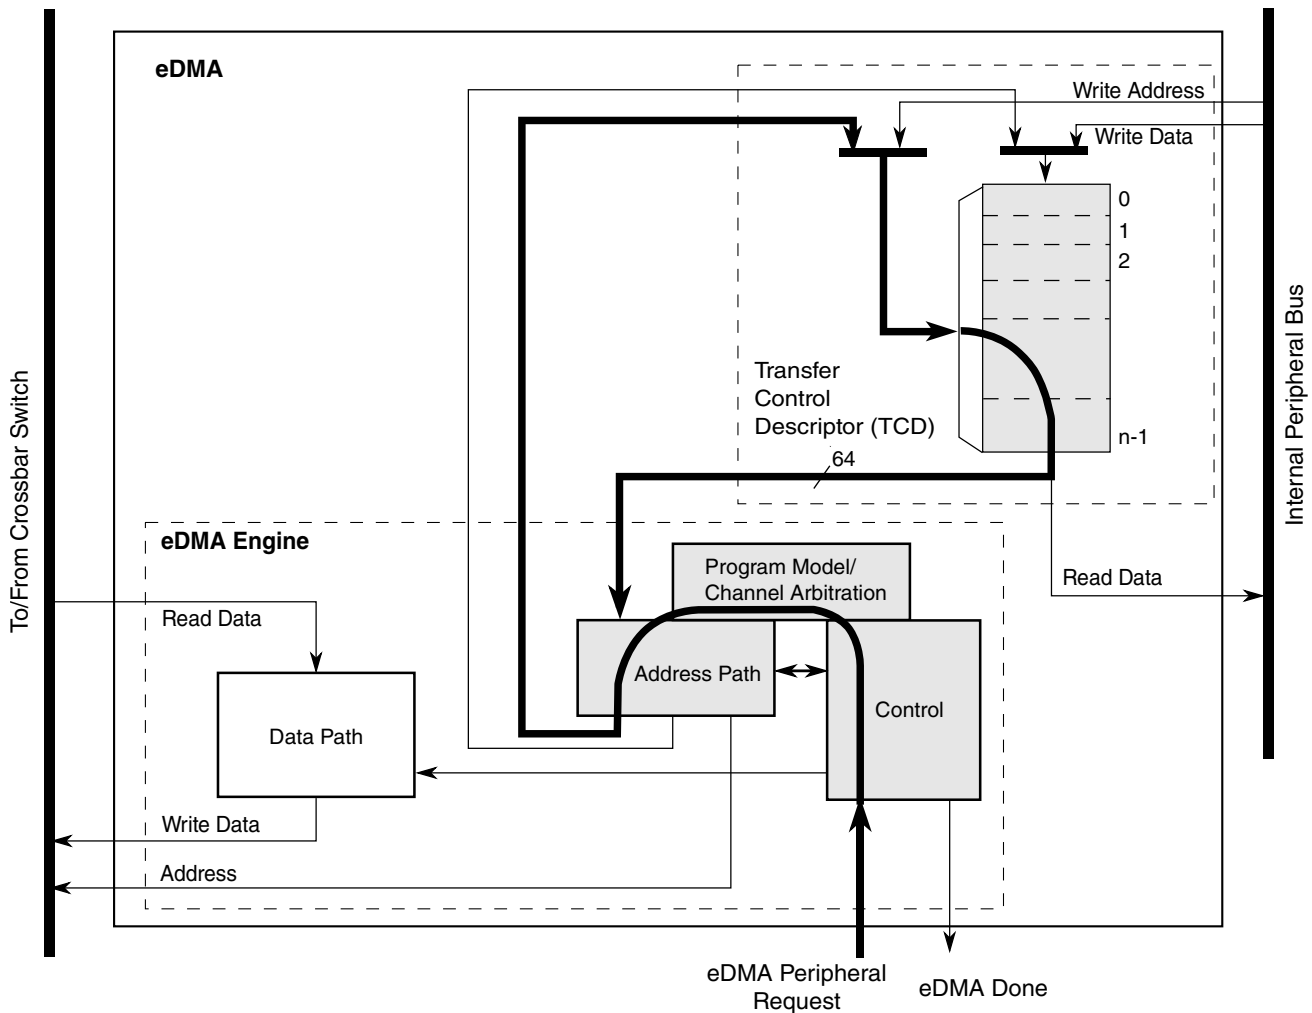 eDMA
Write Address
Write Data
0
1
2
n-1
Transfer
Control
Descriptor (TCD)
64
To/From Crossbar Switch
Internal Peripheral Bus
eDMA Engine
Program Model/
Channel Arbitration
Read Data
Read Data
Address Path
Control
Data Path
Write Data
Address
eDMA Peripheral
Request
eDMA Done